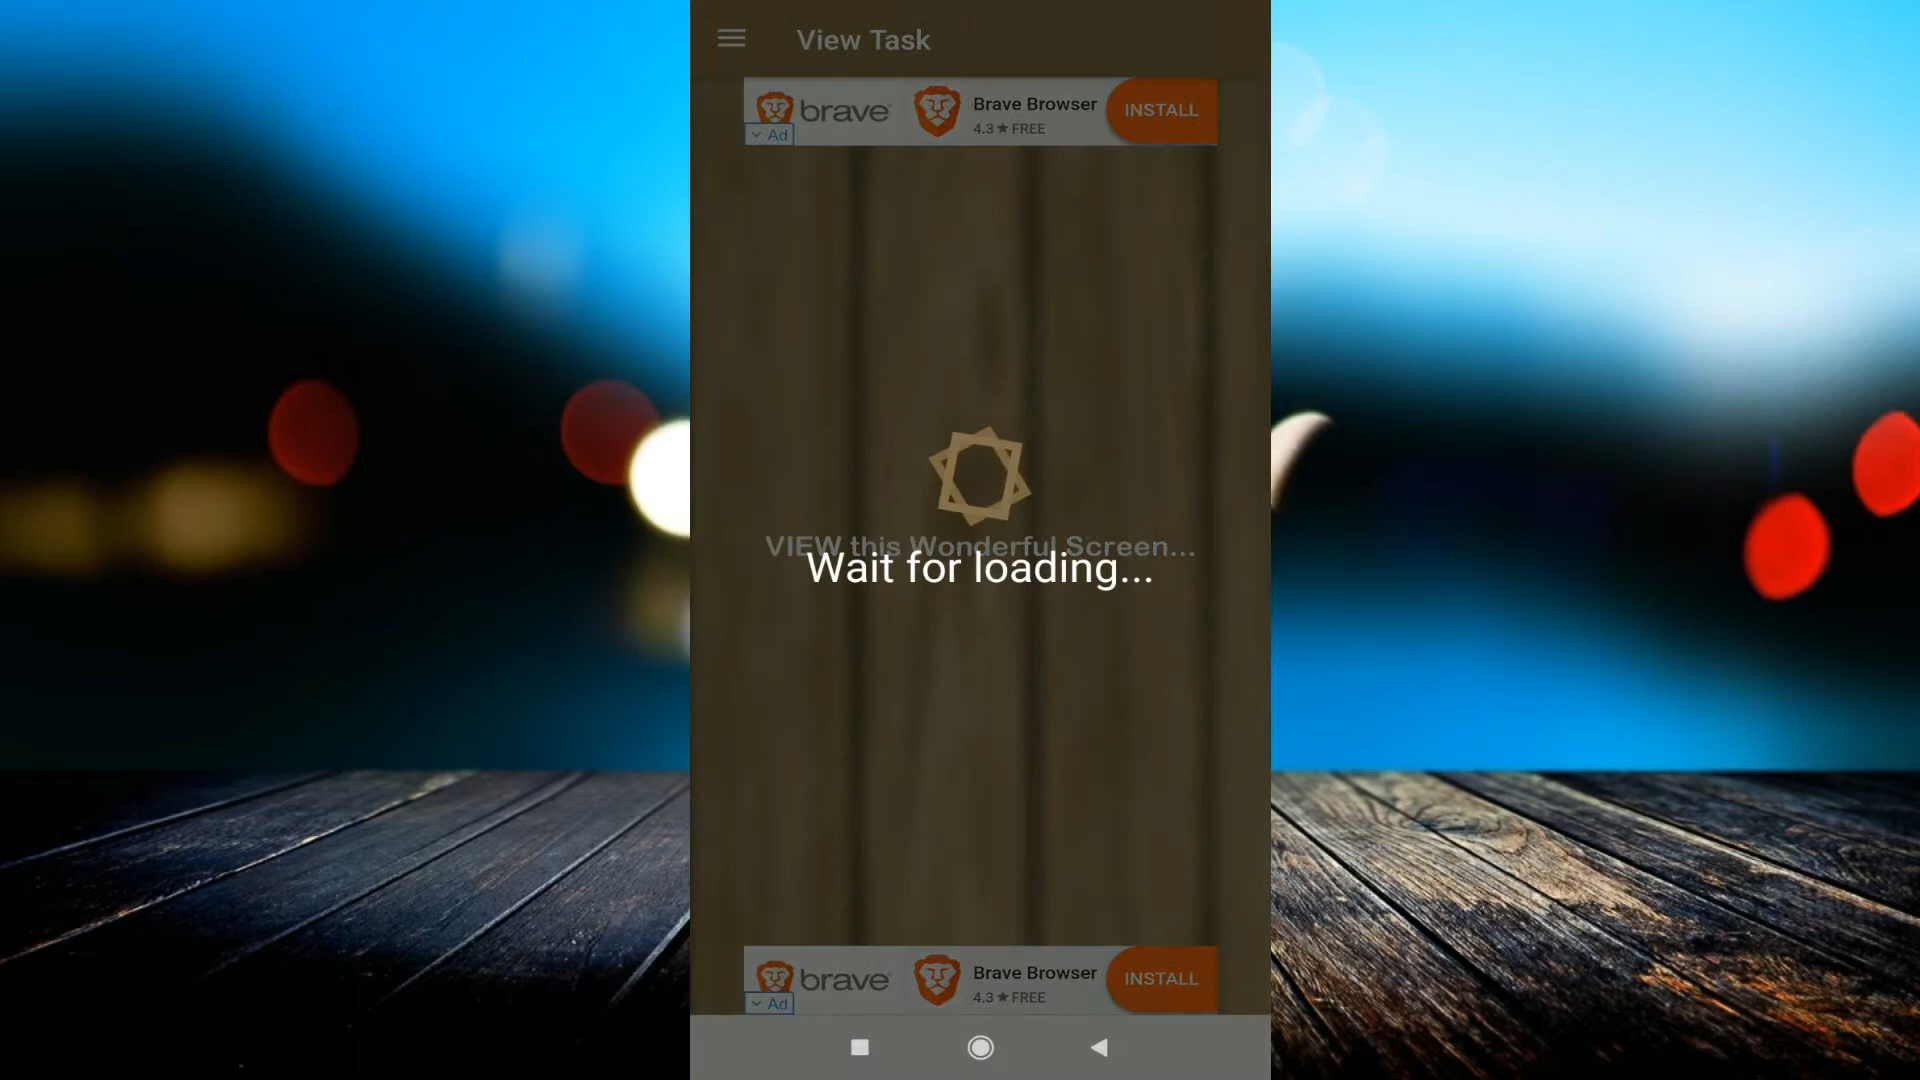 View Task
brave
Brave Browser
4.3 ★ FREE
INSTALL
Ad
VIEW this Wonderful Screen...
Wait for loading...
brave
Brave Browser
4.3 ★ FREE
INSTALL
Ad